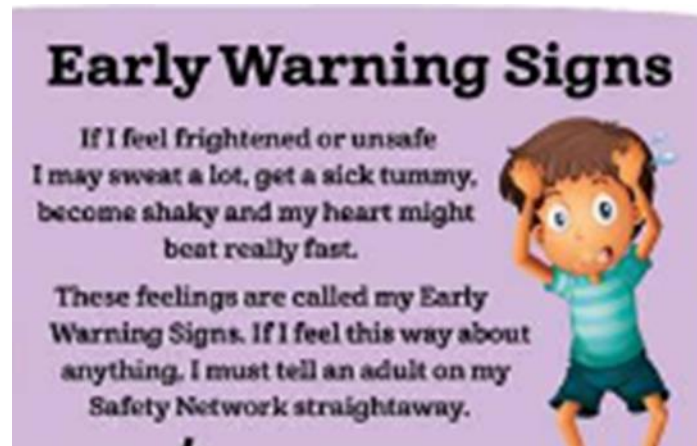 Early Warning Signs
If I feel frightened or unsafe
I may sweat a lot, get a sick tummy,
become shaky and my heart might
beat really fast.
These feelings are called my Early
Warning Signs. If I feel this way about
anything, I must tell an adult on my
Safety Network straightaway.